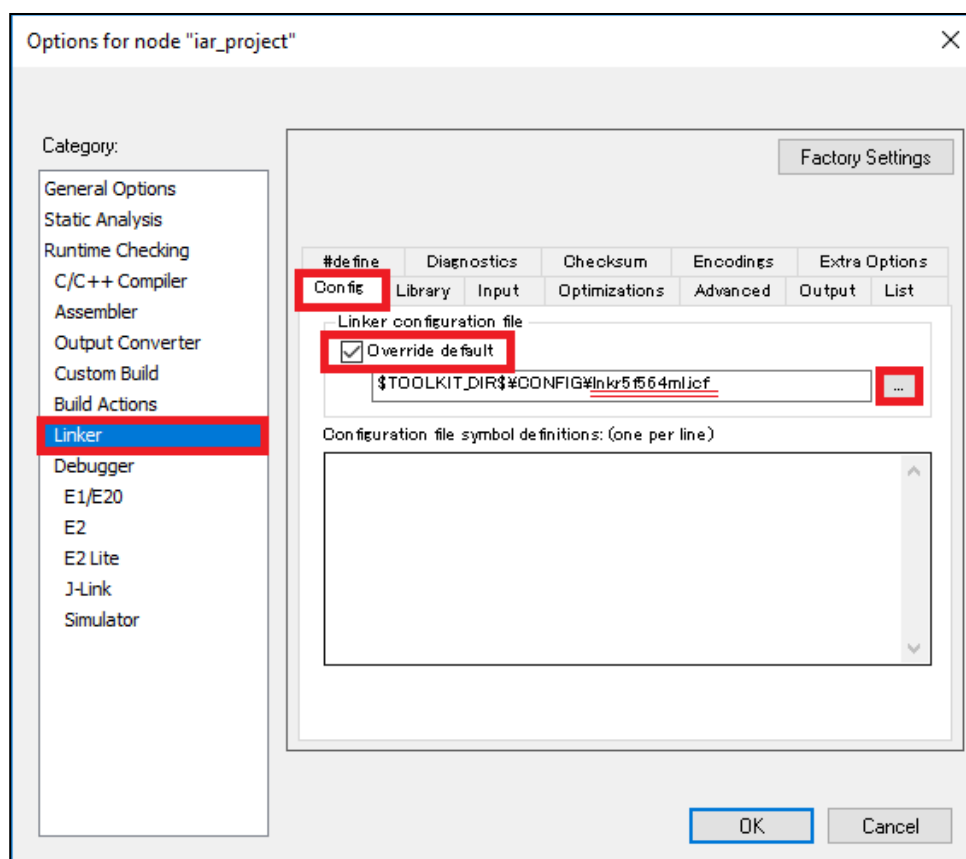 Options for node "iar_project"
Category:
General Options
Static Analysis
Runtime Checking
C/C++ Compiler
Assembler
Output Converter
Custom Build
Build Actions
Linker
Debugger
E1/E20
E2
E2 Lite
J-Link
Simulator
Factory Settings
#define Diagnostics Checksum Encodings Extra Options
Config Library Input Optimizations Advanced Output List
Linker configuration file
Override default
$TOOLKIT_DIR$¥CONFIG¥lnkr5f564ml.icf
...
Configuration file symbol definitions: (one per line)
OK Cancel